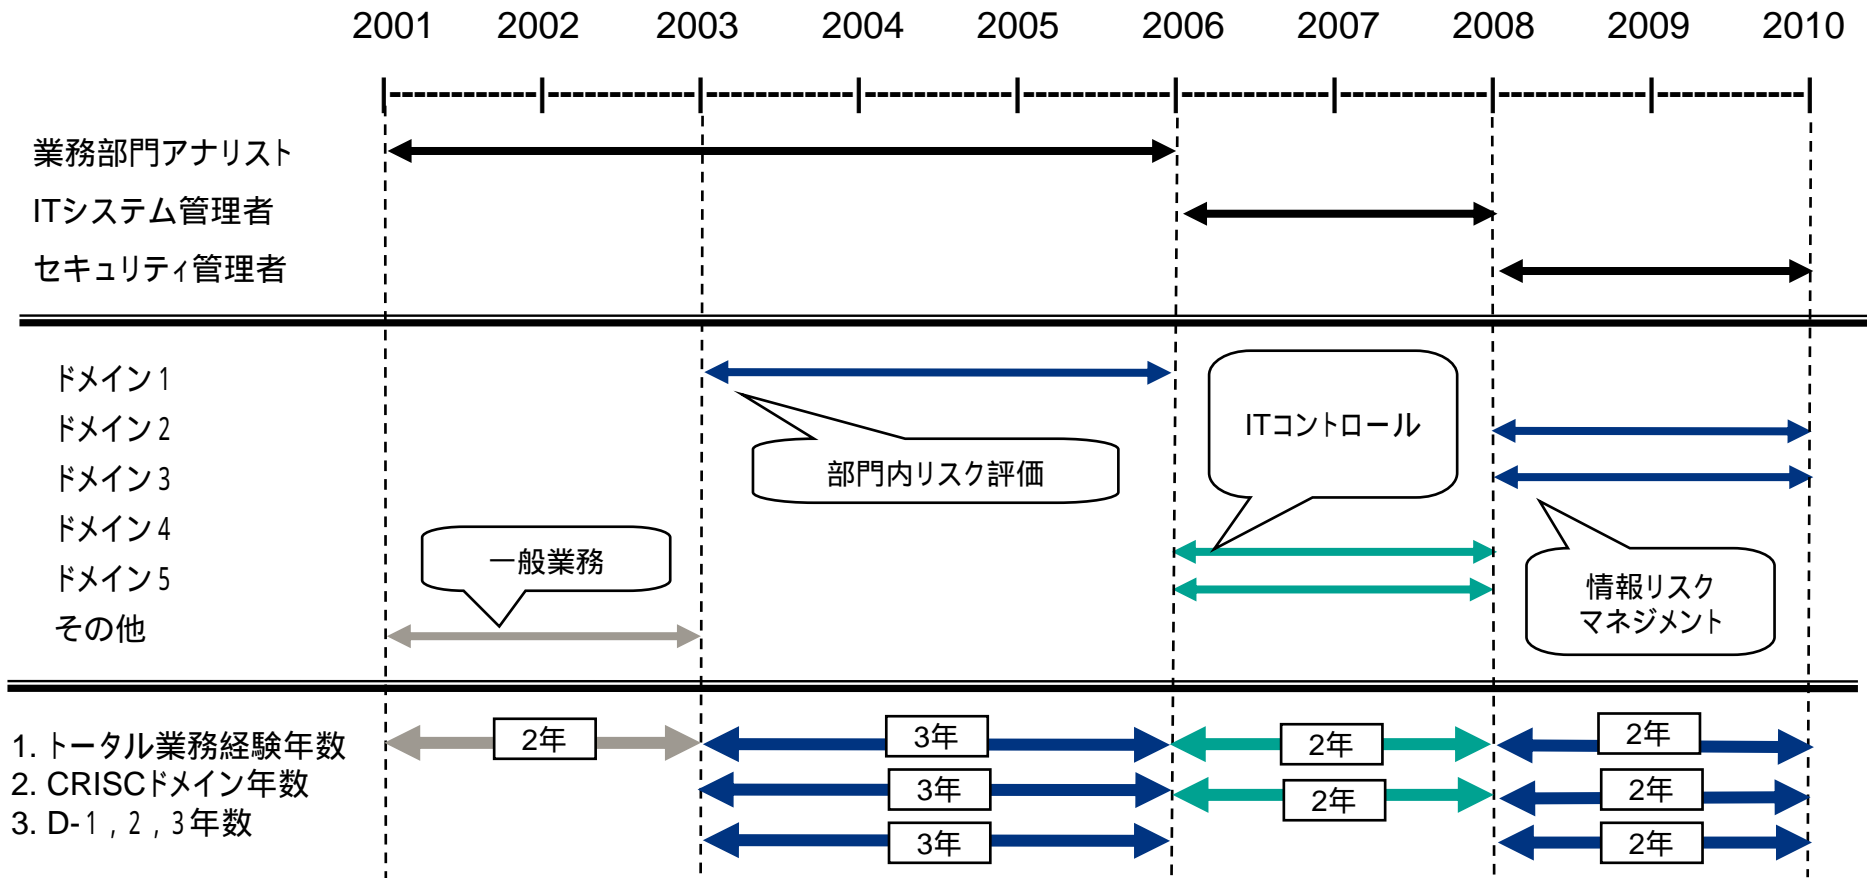 2001 2002 2003 2004 2005 2006 2007 2008 2009 2010
業務部門アナリスト
ITシステム管理者
セキュリティ管理者
ドメイン1
ドメイン2
ドメイン3
ドメイン4
ドメイン5
その他
部門内リスク評価
ITコントロール
一般業務
情報リスク
マネジメント
1. トータル業務経験年数 2年 3年 2年 2年
2. CRISCドメイン年数 3年 2年 2年
3. D-1，2，3年数 3年 2年